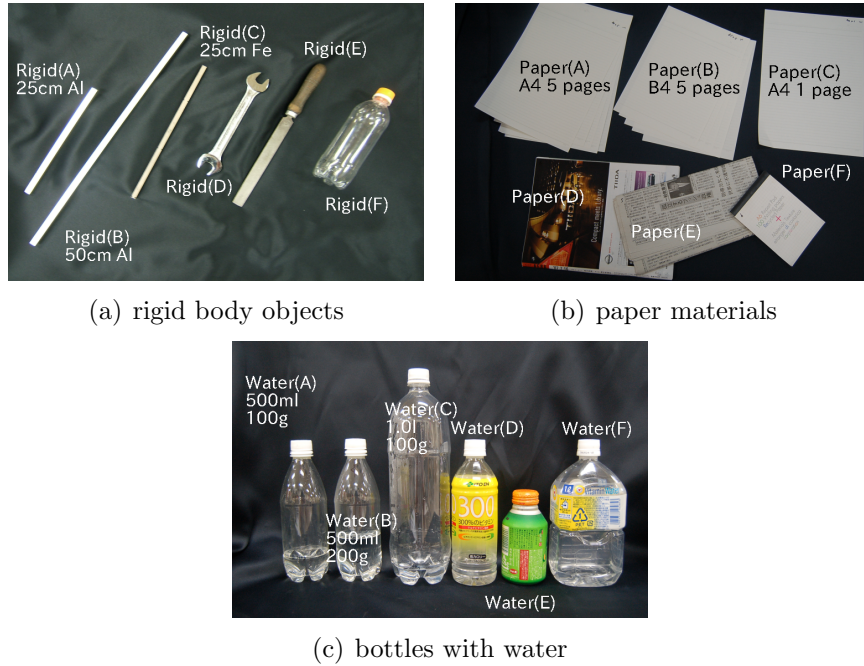 Rigid(A)
25cm Al
Rigid(C)
25cm Fe
Rigid(E)
Rigid(D)
Rigid(F)
Rigid(B)
50cm Al
Paper(A)
A4 5 pages
Paper(B)
B4 5 pages
Paper(C)
A4 1 page
Paper(D)
Paper(E)
Paper(F)
(a) rigid body objects
(b) paper materials
Water(A)
500ml
100g
Water(C)
1.0l
100g
Water(D)
Water(F)
Water(B)
500ml
200g
300
Water(E)
(c) bottles with water